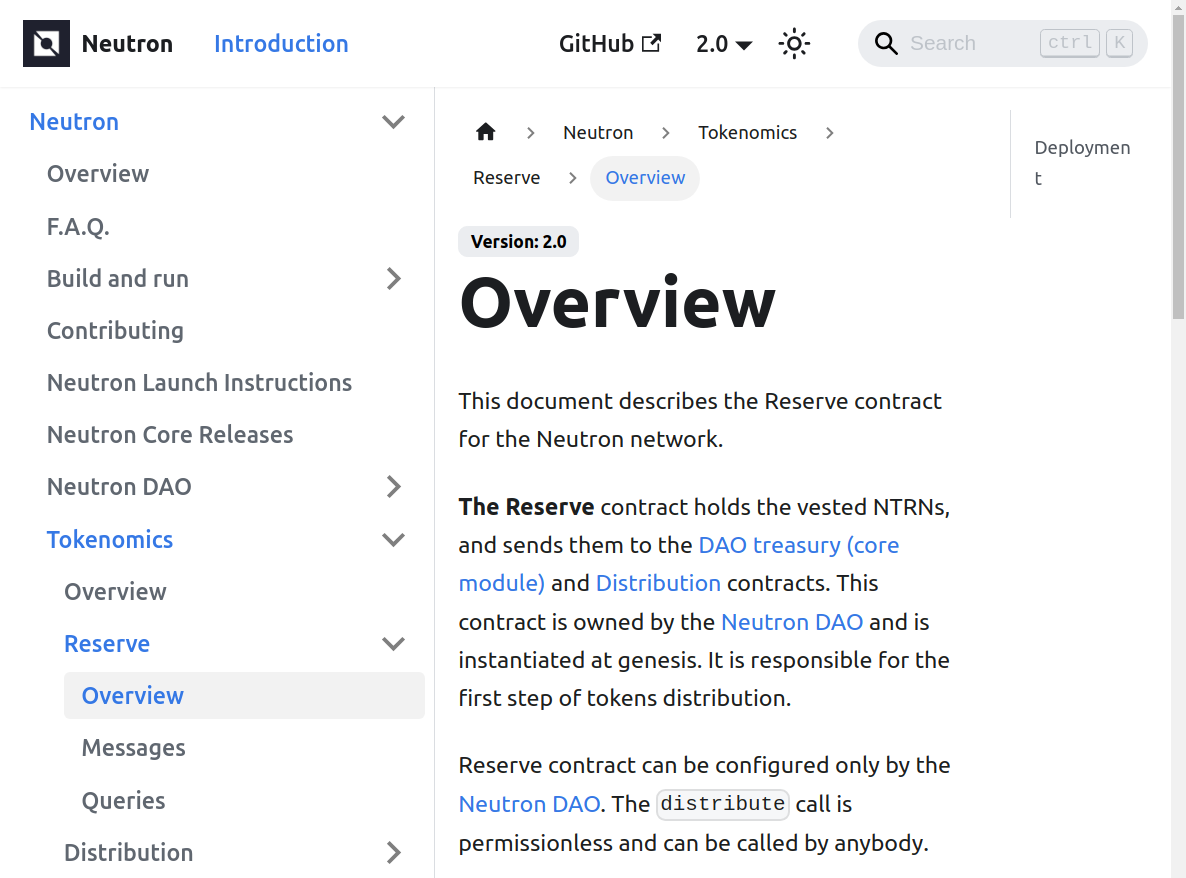 Neutron
Introduction
GitHub
2.0
Search
ctrl
K
Neutron
Overview
F.A.Q.
Build and run
Contributing
Neutron Launch Instructions
Neutron Core Releases
Neutron DAO
Tokenomics
Overview
Reserve
Overview
Messages
Queries
Distribution
Neutron
Tokenomics
Reserve
Overview
Version: 2.0
Overview
This document describes the Reserve contract
for the Neutron network.
The Reserve contract holds the vested NTRNs,
and sends them to the DAO treasury (core
module) and Distribution contracts. This
contract is owned by the Neutron DAO and is
instantiated at genesis. It is responsible for the
first step of tokens distribution.
Reserve contract can be configured only by the
Neutron DAO. The distribute call is
permissionless and can be called by anybody.
Deploymen
t